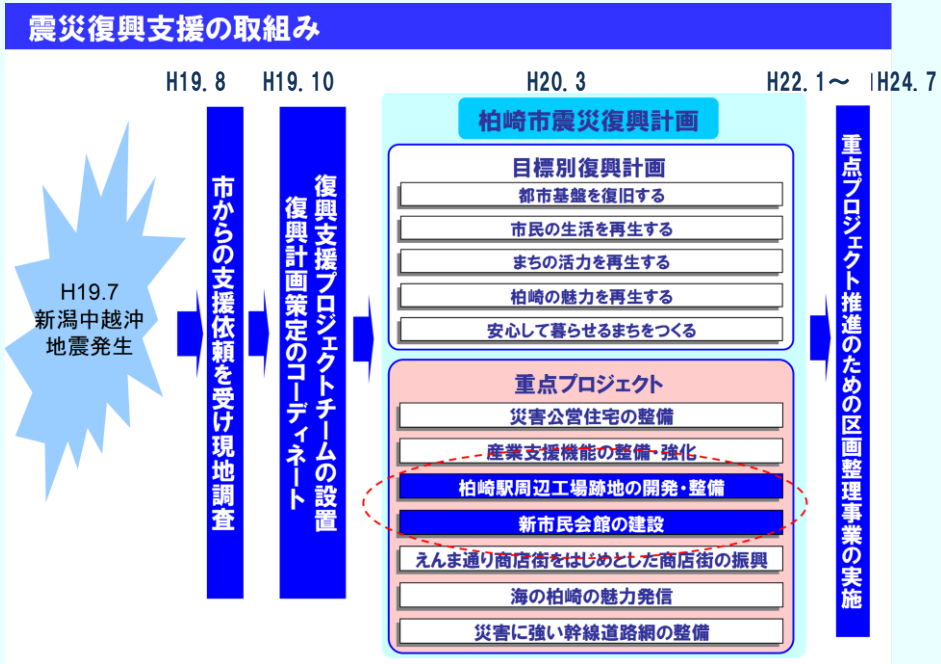 震災復興支援の取組み
H19.8
H19.10
H20.3
H22.1～
H24.7
H19.7
新潟中越沖
地震発生
市からの支援依頼を受け現地調査
復興支援プロジェクトチームの設置
復興計画策定のコーディネート
柏崎市震災復興計画
目標別復興計画
都市基盤を復旧する
市民の生活を再生する
まちの活力を再生する
柏崎の魅力を再生する
安心して暮らせるまちをつくる
重点プロジェクト
災害公営住宅の整備
産業支援機能の整備・強化
柏崎駅周辺工場跡地の開発・整備
新市民会館の建設
えんま通り商店街をはじめとした商店街の振興
海の柏崎の魅力発信
災害に強い幹線道路網の整備
重点プロジェクト推進のための区画整理事業の実施